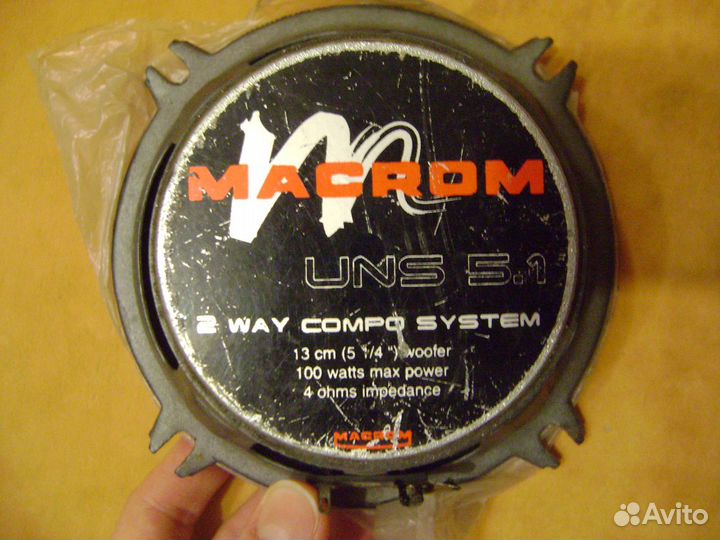 m
MACROM
UNS 5.1
2 WAY COMPO SYSTEM
13 cm (5 1/4 ") woofer
100 watts max power
4 ohms impedance
MACROM
Avito